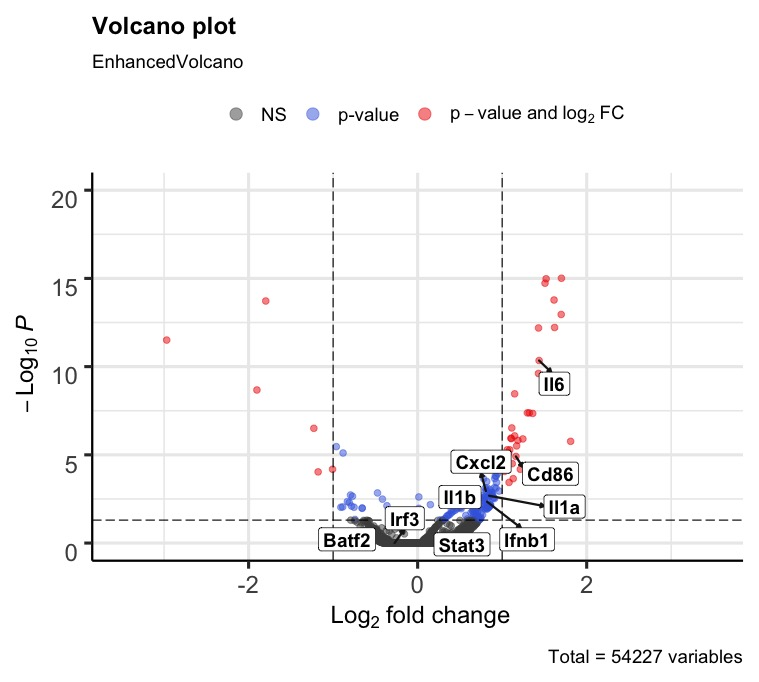 Volcano plot
EnhancedVolcano
NS p-value p – value and log₂ FC
20
15
10
5
0
– Log₁₀ P
Il6
Cxcl2
Cd86
Il1b
Il1a
Irf3
Batf2
Stat3
Ifnb1
-2 0 2
Log₂ fold change
Total = 54227 variables